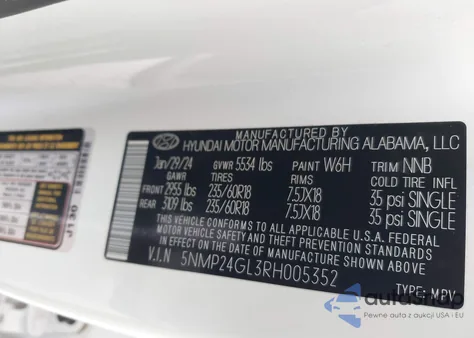 MANUFACTURED BY
HYUNDAI MOTOR MANUFACTURING ALABAMA, LLC
Jan/29/24 GVWR 5534 lbs PAINT W6H TRIM NNB
GAWR TIRES RIMS COLD TIRE INFL
FRONT 2955 lbs 235/60R18 7.5JX18 35 psi SINGLE
REAR 3109 lbs 235/60R18 7.5JX18 35 psi SINGLE
THIS VEHICLE CONFORMS TO ALL APPLICABLE U.S.A FEDERAL
MOTOR VEHICLE SAFETY AND THEFT PREVENTION STANDARDS
IN EFFECT ON THE DATE OF MANUFACTURE SHOWN ABOVE
V.I.N 5NMP24GL3RH005352
TYPE: MPV
J130
autoshop
Pewne auta z aukcji USA i EU